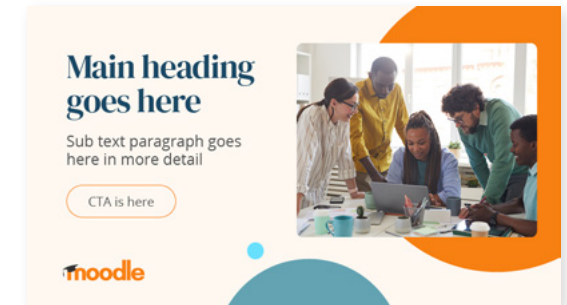 Main heading
goes here
Sub text paragraph goes
here in more detail
CTA is here
moodle